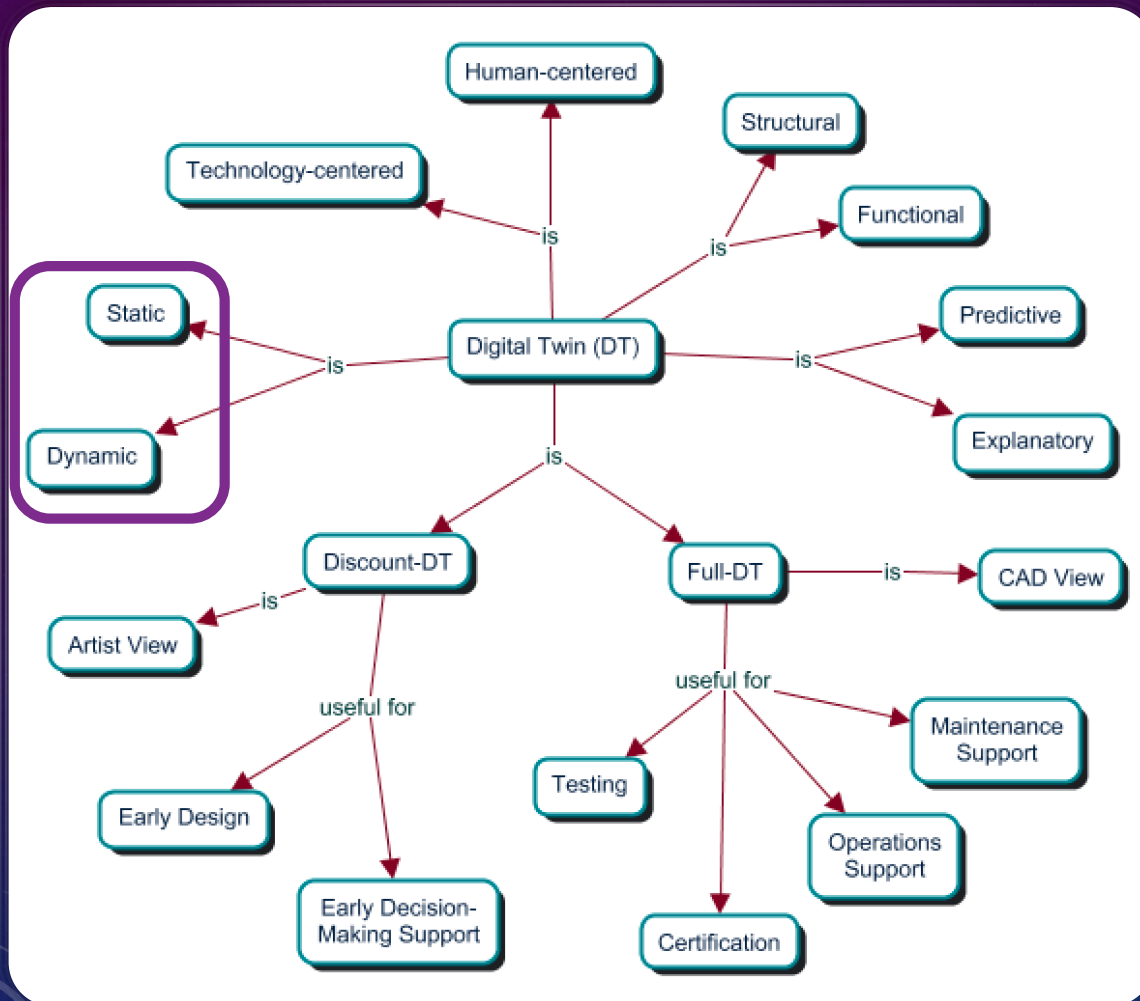 Human-centered
Structural
Technology-centered
Functional
is
is
Static
Predictive
Digital Twin (DT)
is
is
Dynamic
Explanatory
is
Discount-DT
Full-DT
is
CAD View
is
Artist View
useful for
useful for
Maintenance
Support
Testing
Early Design
Operations
Support
Early Decision-
Making Support
Certification